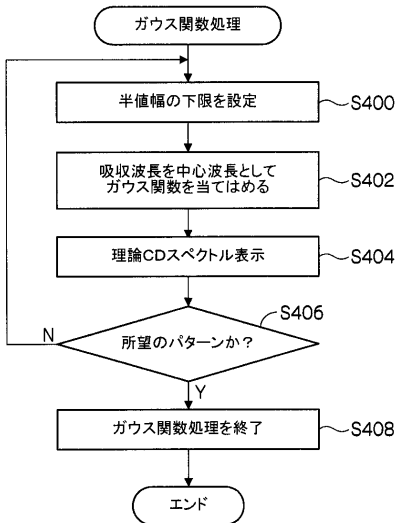 ガウス関数処理
半値幅の下限を設定
S400
吸収波長を中心波長として
ガウス関数を当てはめる
S402
理論CDスペクトル表示
S404
S406
所望のパターンか?
N
Y
ガウス関数処理を終了
S408
エンド